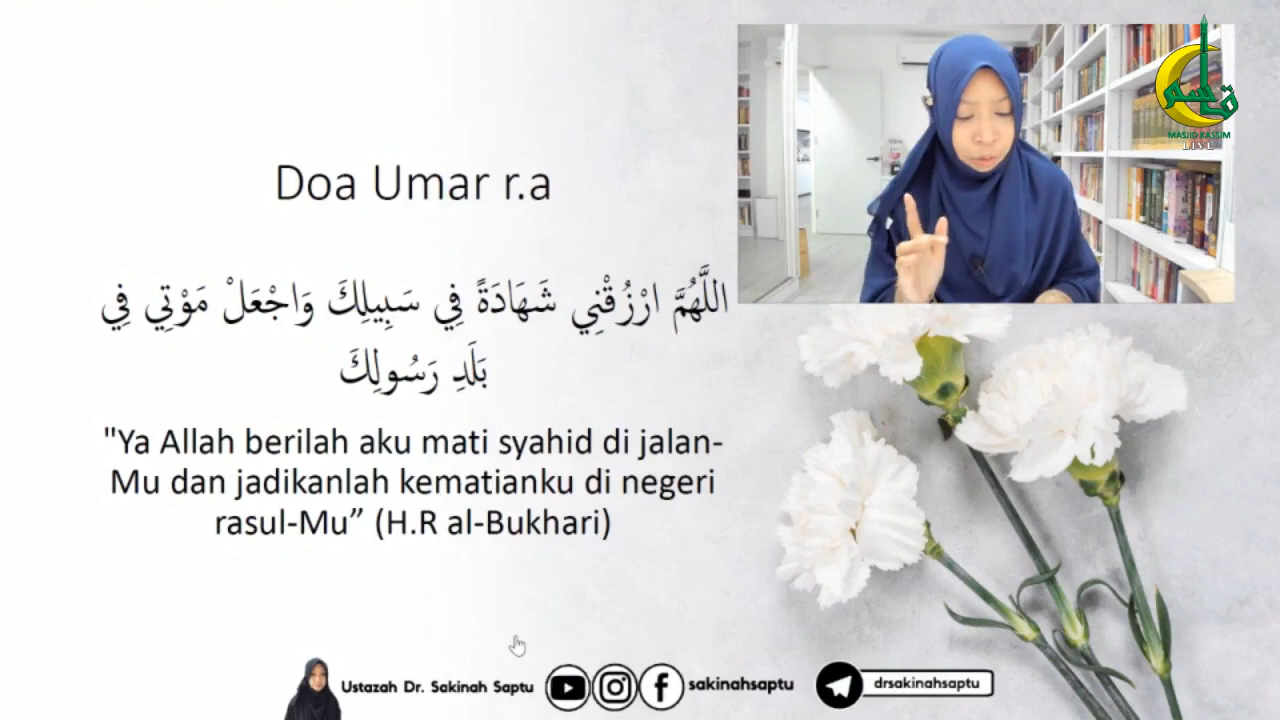 Doa Umar r.a
اللَّهُمَّ ارْزُقْنِي شَهَادَةً فِي سَبِيلِكَ وَاجْعَلْ مَوْتِي فِي
بَلَدِ رَسُولِكَ
"Ya Allah berilah aku mati syahid di jalan-
Mu dan jadikanlah kematianku di negeri
rasul-Mu” (H.R al-Bukhari)
قاسم
MASJID KASSIM
LIVE
Ustazah Dr. Sakinah Saptu
sakinahsaptu
drsakinahsaptu